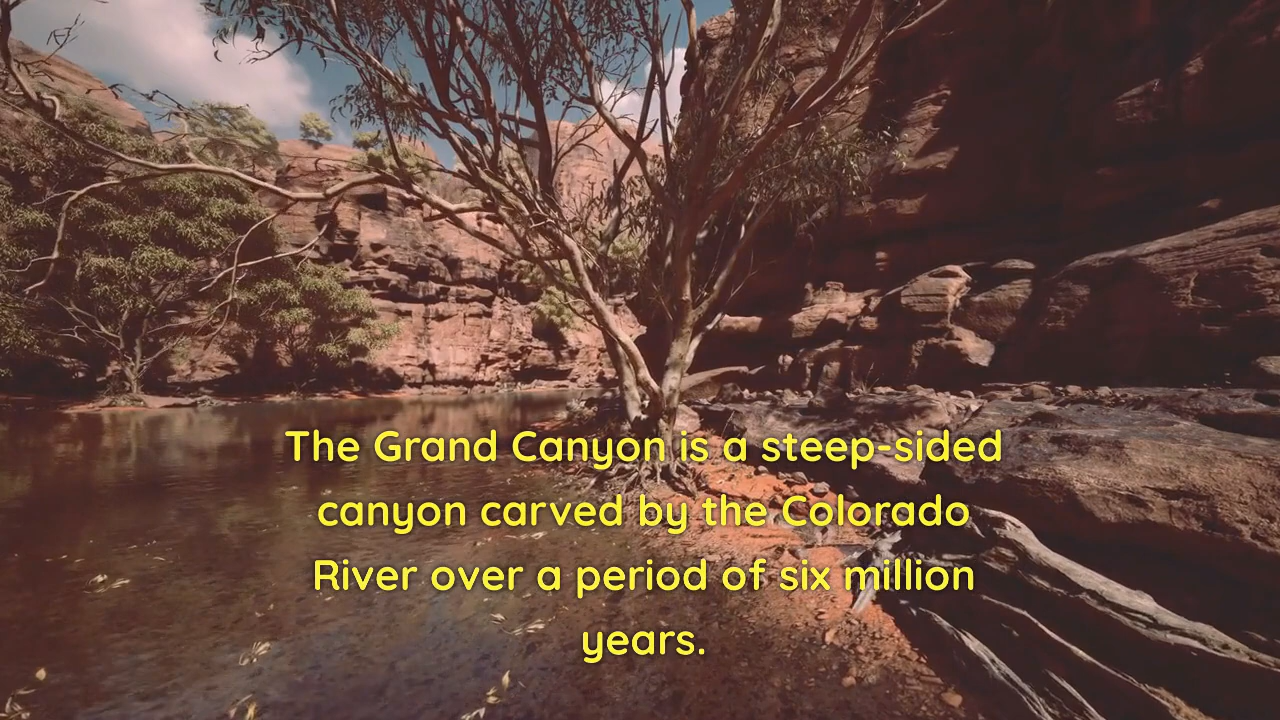 The Grand Canyon is a steep-sided
canyon carved by the Colorado
River over a period of six million
years.